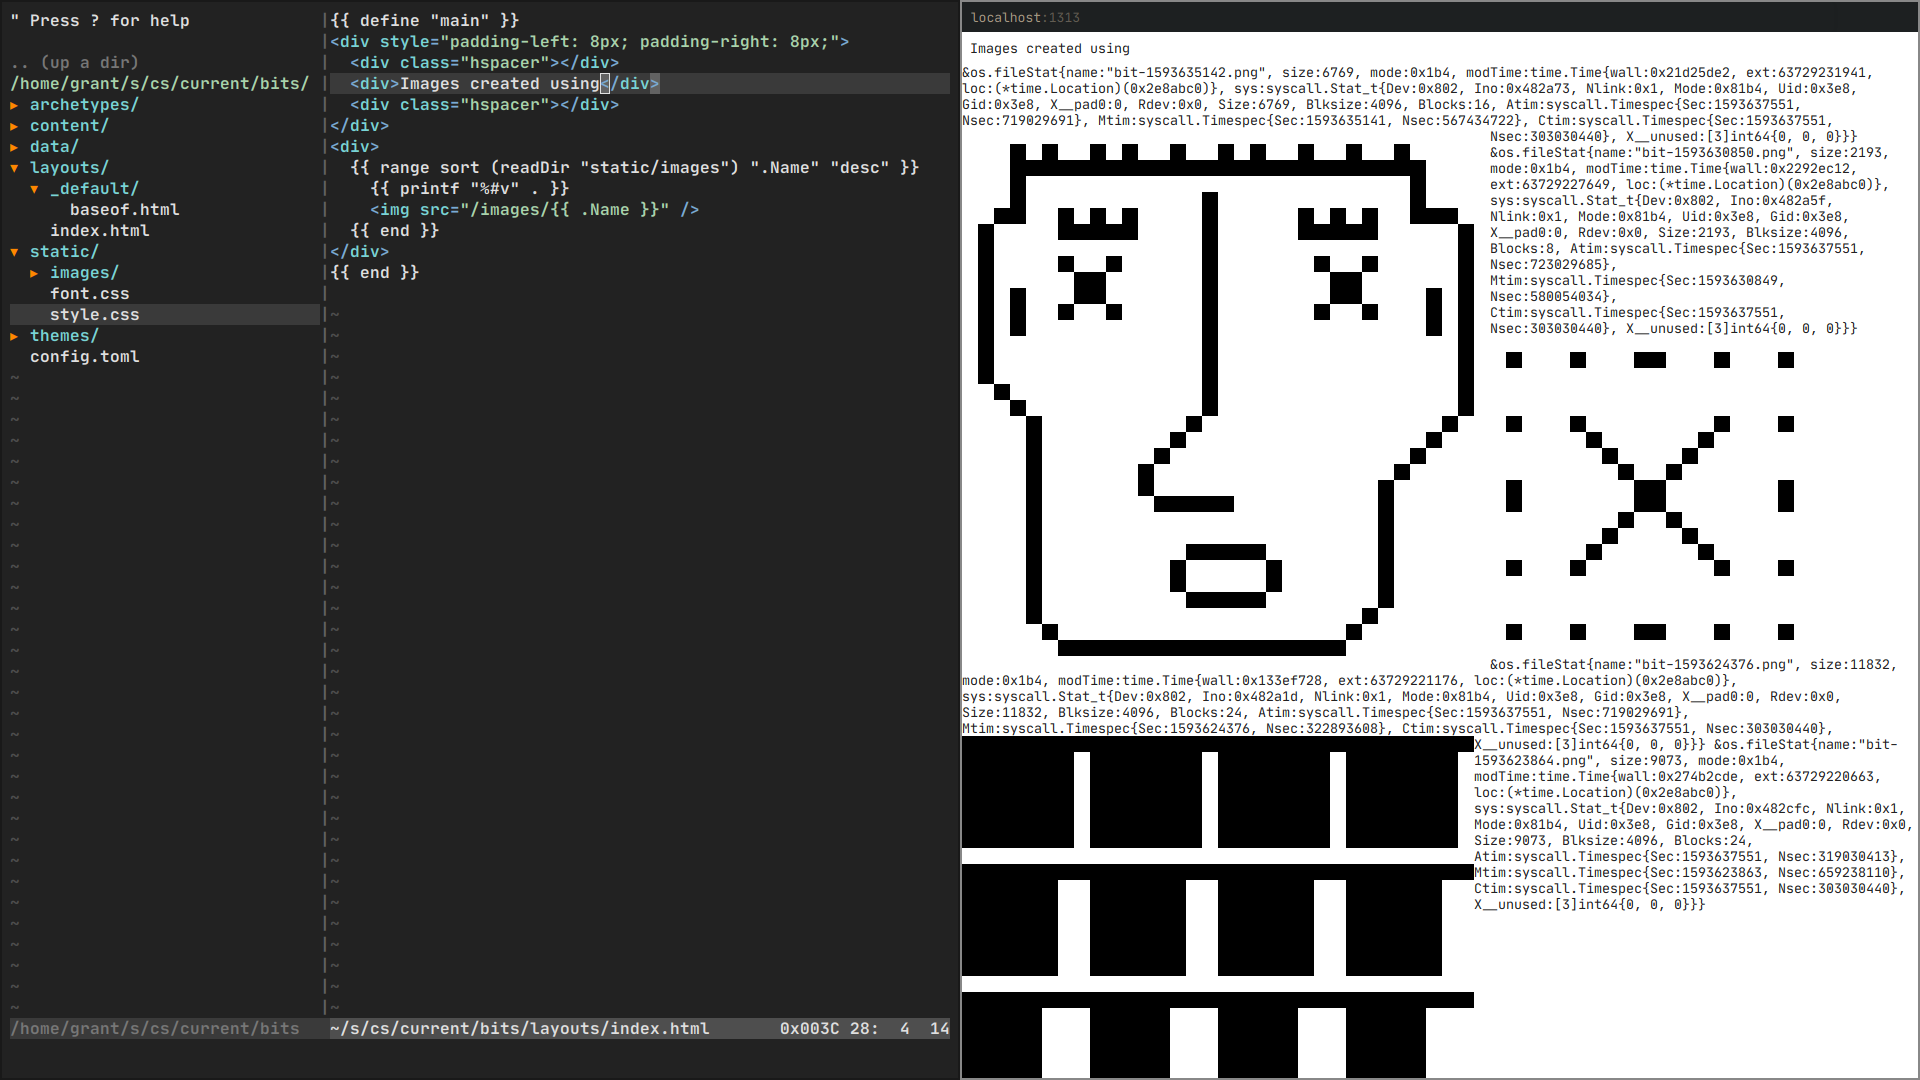 " Press ? for help
.. (up a dir)
/home/grant/s/cs/current/bits/
▸ archetypes/
▸ content/
▸ data/
▾ layouts/
▾ _default/
baseof.html
index.html
▾ static/
▸ images/
font.css
style.css
▸ themes/
config.toml
/home/grant/s/cs/current/bits
{{ define "main" }}
<div style="padding-left: 8px; padding-right: 8px;">
<div class="hspacer"></div>
<div>Images created using</div>
<div class="hspacer"></div>
</div>
<div>
{{ range sort (readDir "static/images") ".Name" "desc" }}
{{ printf "%#v" . }}
<img src="/images/{{ .Name }}" />
{{ end }}
</div>
{{ end }}
~/s/cs/current/bits/layouts/index.html 0x003C 28: 4 14
localhost:1313
Images created using
&os.fileStat{name:"bit-1593635142.png", size:6769, mode:0x1b4, modTime:time.Time{wall:0x21d25de2, ext:63729231941,
loc:(*time.Location)(0x2e8abc0)}, sys:syscall.Stat_t{Dev:0x802, Ino:0x482a73, Nlink:0x1, Mode:0x81b4, Uid:0x3e8,
Gid:0x3e8, X__pad0:0, Rdev:0x0, Size:6769, Blksize:4096, Blocks:16, Atim:syscall.Timespec{Sec:1593637551,
Nsec:719029691}, Mtim:syscall.Timespec{Sec:1593635141, Nsec:567434722}, Ctim:syscall.Timespec{Sec:1593637551,
Nsec:303030440}, X__unused:[3]int64{0, 0, 0}}}
&os.fileStat{name:"bit-1593630850.png", size:2193,
mode:0x1b4, modTime:time.Time{wall:0x2292ec12,
ext:63729227649, loc:(*time.Location)(0x2e8abc0)},
sys:syscall.Stat_t{Dev:0x802, Ino:0x482a5f,
Nlink:0x1, Mode:0x81b4, Uid:0x3e8, Gid:0x3e8,
X__pad0:0, Rdev:0x0, Size:2193, Blksize:4096,
Blocks:8, Atim:syscall.Timespec{Sec:1593637551,
Nsec:723029685},
Mtim:syscall.Timespec{Sec:1593630849,
Nsec:580054034},
Ctim:syscall.Timespec{Sec:1593637551,
Nsec:303030440}, X__unused:[3]int64{0, 0, 0}}}
&os.fileStat{name:"bit-1593624376.png", size:11832,
mode:0x1b4, modTime:time.Time{wall:0x133ef728, ext:63729221176, loc:(*time.Location)(0x2e8abc0)},
sys:syscall.Stat_t{Dev:0x802, Ino:0x482a1d, Nlink:0x1, Mode:0x81b4, Uid:0x3e8, Gid:0x3e8, X__pad0:0, Rdev:0x0,
Size:11832, Blksize:4096, Blocks:24, Atim:syscall.Timespec{Sec:1593637551, Nsec:719029691},
Mtim:syscall.Timespec{Sec:1593624376, Nsec:322893608}, Ctim:syscall.Timespec{Sec:1593637551, Nsec:303030440},
X__unused:[3]int64{0, 0, 0}}} &os.fileStat{name:"bit-
1593623864.png", size:9073, mode:0x1b4,
modTime:time.Time{wall:0x274b2cde, ext:63729220663,
loc:(*time.Location)(0x2e8abc0)},
sys:syscall.Stat_t{Dev:0x802, Ino:0x482cfc, Nlink:0x1,
Mode:0x81b4, Uid:0x3e8, Gid:0x3e8, X__pad0:0, Rdev:0x0,
Size:9073, Blksize:4096, Blocks:24,
Atim:syscall.Timespec{Sec:1593637551, Nsec:319030413},
Mtim:syscall.Timespec{Sec:1593623863, Nsec:659238110},
Ctim:syscall.Timespec{Sec:1593637551, Nsec:303030440},
X__unused:[3]int64{0, 0, 0}}}